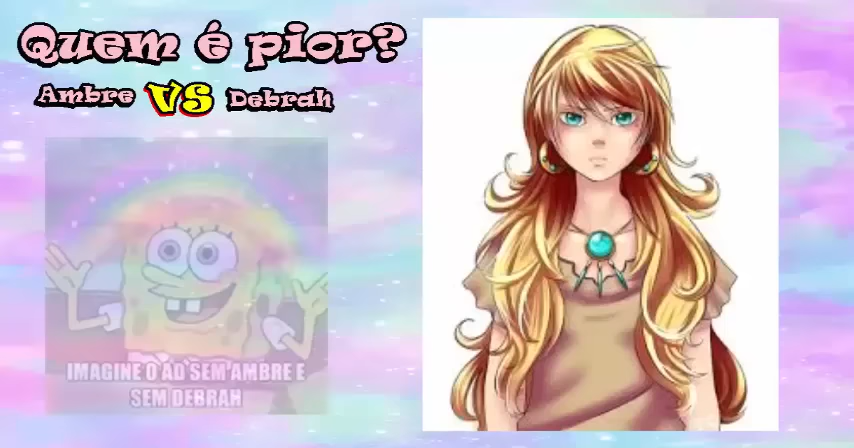 Quem é pior?
Ambre VS Debrah
IMAGINE O AD SEM AMBRE E
SEM DEBRAH